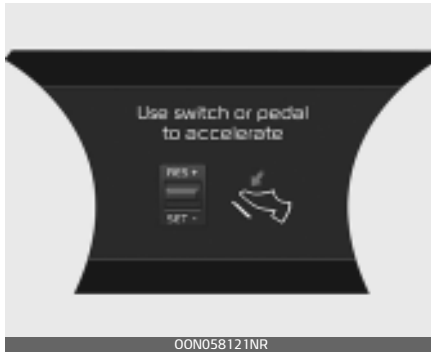 Use switch or pedal
to accelerate
RES +
SET -
OON058121NR